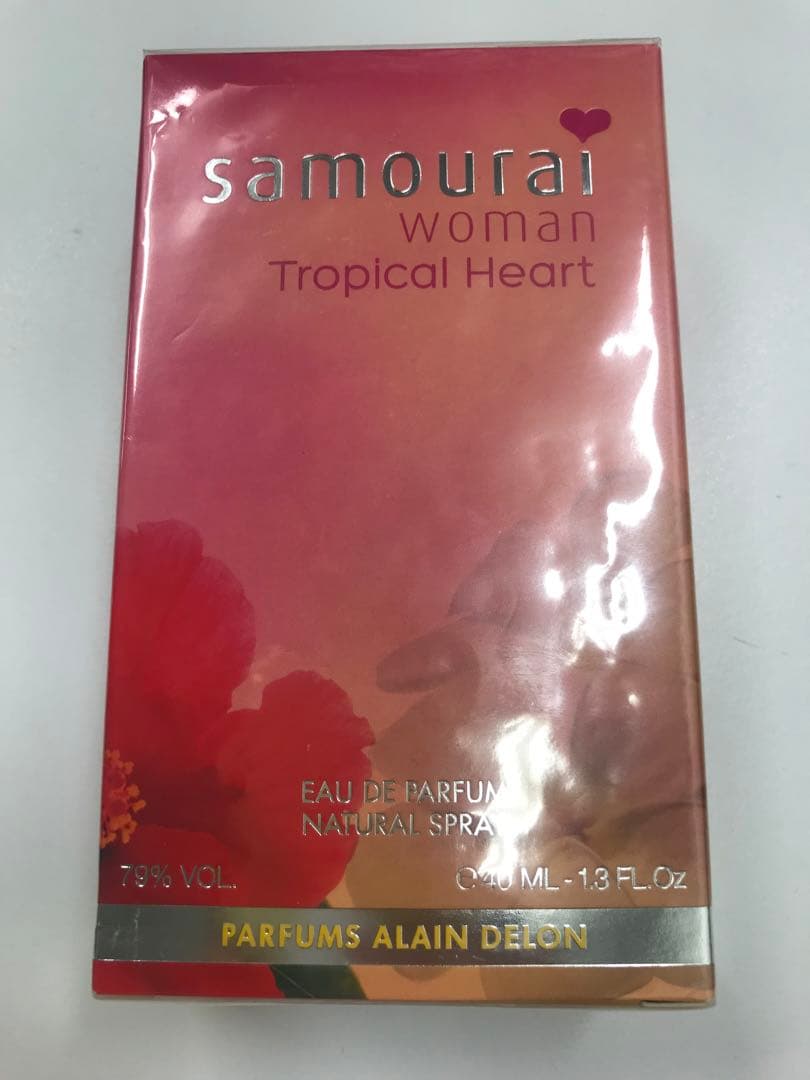 samourai
woman
Tropical Heart
EAU DE PARFUM
NATURAL SPRAY
79% VOL.
℮ 40 ML - 1.3 FL.Oz
PARFUMS ALAIN DELON